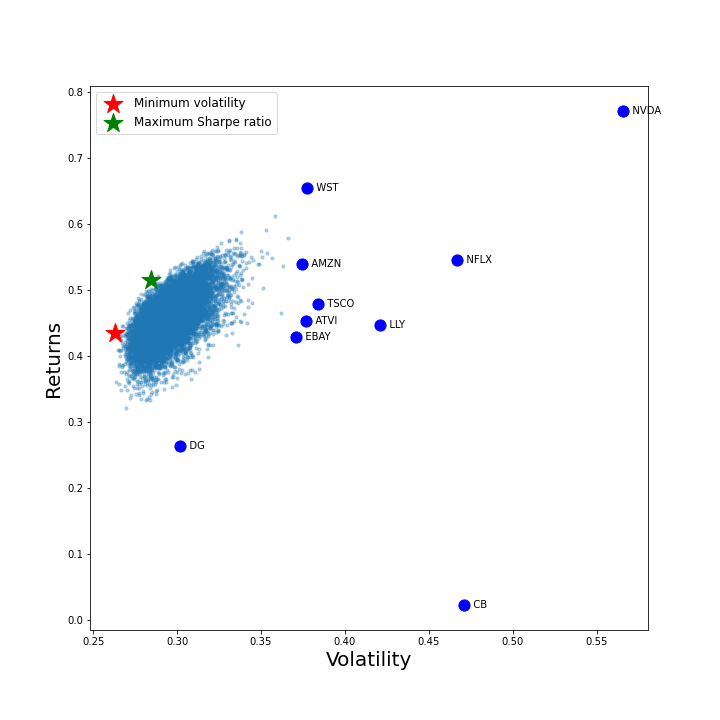 Minimum volatility
Maximum Sharpe ratio
0.8
NVDA
0.7
WST
0.6
AMZN
NFLX
0.5
TSCO
ATVI
LLY
EBAY
0.4
0.3
DG
0.2
0.1
CB
0.0
Returns
0.25 0.30 0.35 0.40 0.45 0.50 0.55
Volatility